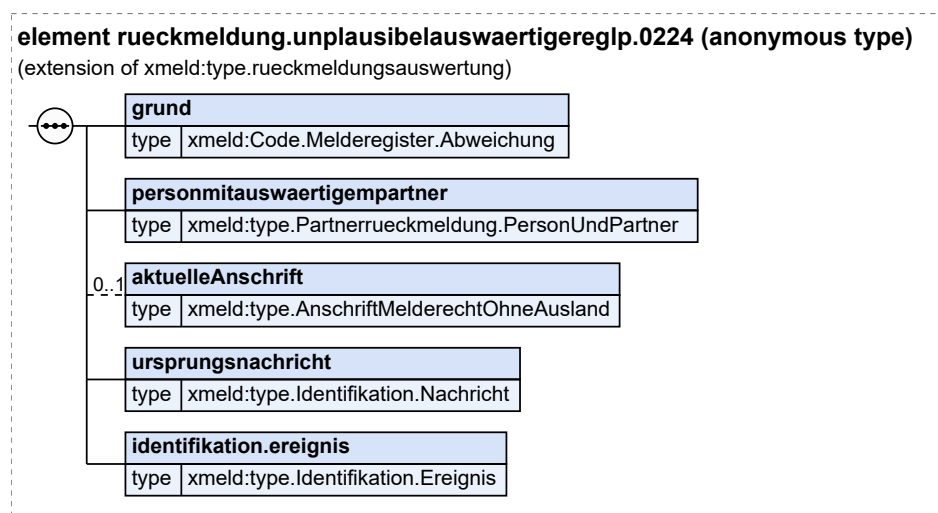 element rueckmeldung.unplausibelauswaertigereglp.0224 (anonymous type)
(extension of xmeld:type.rueckmeldungsauswertung)
grund
type xmeld:Code.Melderegister.Abweichung
personmitauswaertigempartner
type xmeld:type.Partnerrueckmeldung.PersonUndPartner
0..1 aktuelleAnschrift
type xmeld:type.AnschriftMelderechtOhneAusland
ursprungsnachricht
type xmeld:type.Identifikation.Nachricht
identifikation.ereignis
type xmeld:type.Identifikation.Ereignis